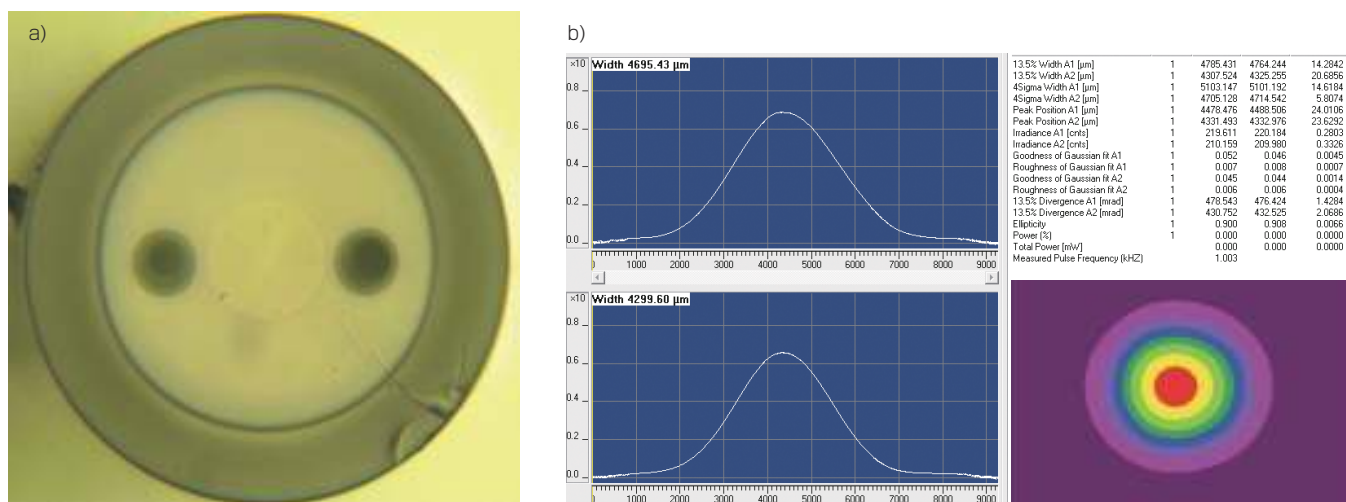 a)
b)
×10 Width 4695.43 µm
0.8
0.6
0.4
0.2
0.0
0 1000 2000 3000 4000 5000 6000 7000 8000 9000
×10 Width 4299.60 µm
0.8
0.6
0.4
0.2
0.0
0 1000 2000 3000 4000 5000 6000 7000 8000 9000
13.5% Width A1 [µm] 1 4785.431 4764.244 14.2842
13.5% Width A2 [µm] 1 4307.524 4325.255 20.6856
4Sigma Width A1 [µm] 1 5103.147 5101.192 14.6184
4Sigma Width A2 [µm] 1 4705.128 4714.542 5.8074
Peak Position A1 [µm] 1 4478.476 4488.506 24.0106
Peak Position A2 [µm] 1 4331.493 4332.976 23.6292
Irradiance A1 [cnts] 1 219.611 220.184 0.2803
Irradiance A2 [cnts] 1 210.159 209.980 0.3326
Goodness of Gaussian fit A1 1 0.052 0.046 0.0045
Roughness of Gaussian fit A1 1 0.007 0.008 0.0007
Goodness of Gaussian fit A2 1 0.045 0.044 0.0014
Roughness of Gaussian fit A2 1 0.006 0.006 0.0004
13.5% Divergence A1 [mrad] 1 478.543 476.424 1.4284
13.5% Divergence A2 [mrad] 1 430.752 432.525 2.0686
Ellipticity 1 0.900 0.908 0.0066
Power (%) 1 0.000 0.000 0.0000
Total Power [mW] 0.000 0.000 0.0000
Measured Pulse Frequency (kHZ) 1.003